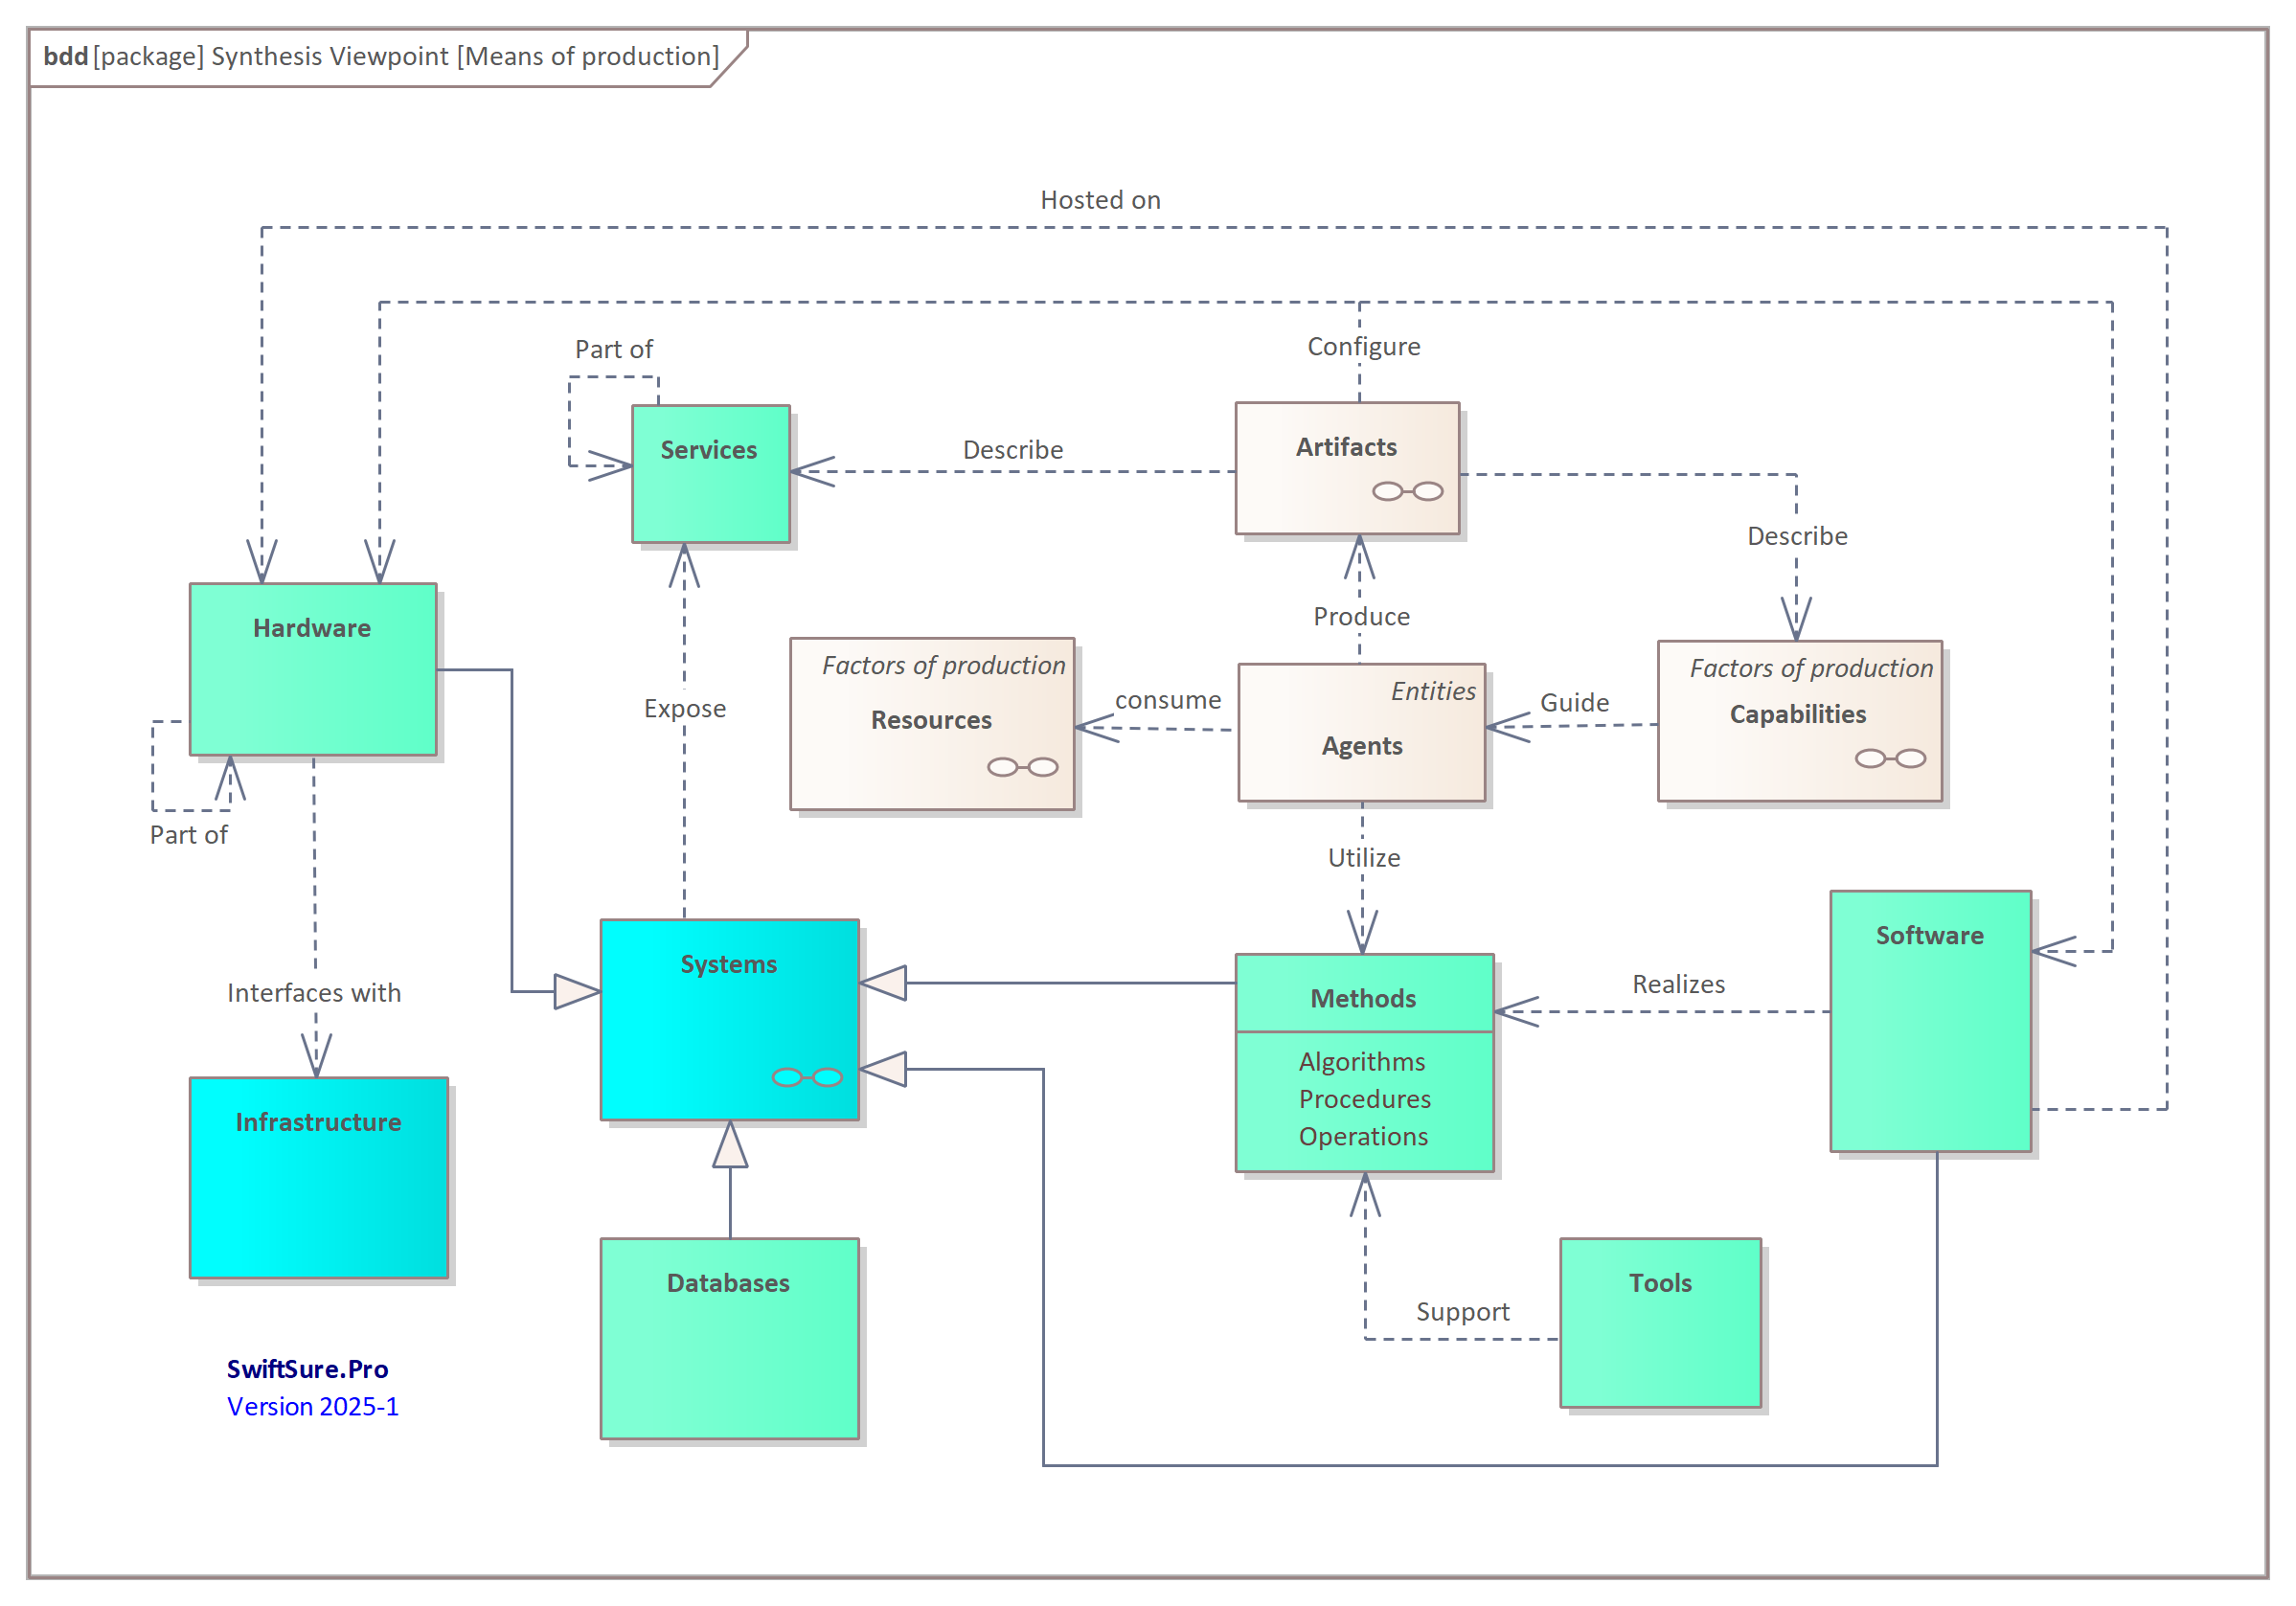 bdd [package] Synthesis Viewpoint [Means of production]
Hosted on
Configure
Part of
Services
Describe
Artifacts
Describe
Hardware
Produce
Factors of production
Resources
consume
Entities
Agents
Guide
Factors of production
Capabilities
Expose
Part of
Utilize
Interfaces with
Systems
Methods
Algorithms
Procedures
Operations
Realizes
Software
Infrastructure
Databases
Support
Tools
SwiftSure.Pro
Version 2025-1